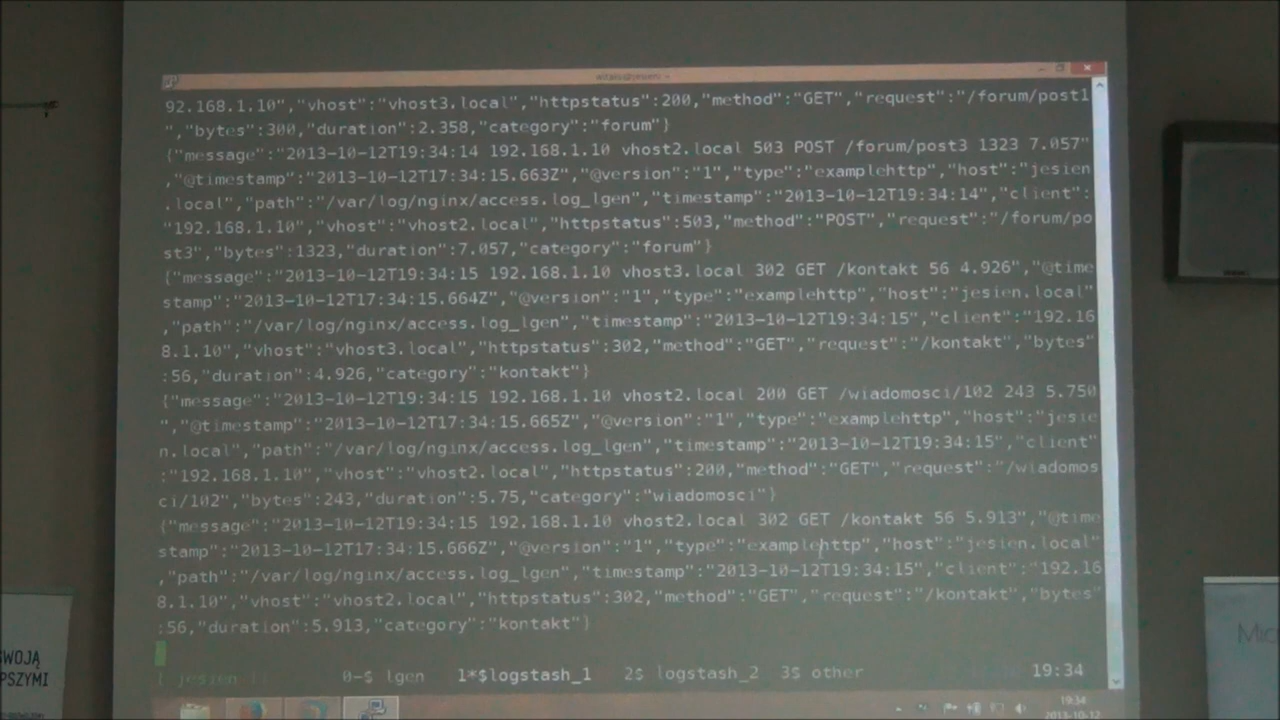 92.168.1.10","vhost":"vhost3.local","httpstatus":200,"method":"GET","request":"/forum/post1
","bytes":300,"duration":2.358,"category":"forum"}
{"message":"2013-10-12T19:34:14 192.168.1.10 vhost2.local 503 POST /forum/post3 1323 7.057"
,"@timestamp":"2013-10-12T17:34:15.663Z","@version":"1","type":"examplehttp","host":"jesien
.local","path":"/var/log/nginx/access.log_lgen","timestamp":"2013-10-12T19:34:14","client":
"192.168.1.10","vhost":"vhost2.local","httpstatus":503,"method":"POST","request":"/forum/po
st3","bytes":1323,"duration":7.057,"category":"forum"}
{"message":"2013-10-12T19:34:15 192.168.1.10 vhost3.local 302 GET /kontakt 56 4.926","@time
stamp":"2013-10-12T17:34:15.664Z","@version":"1","type":"examplehttp","host":"jesien.local"
,"path":"/var/log/nginx/access.log_lgen","timestamp":"2013-10-12T19:34:15","client":"192.16
8.1.10","vhost":"vhost3.local","httpstatus":302,"method":"GET","request":"/kontakt","bytes"
:56,"duration":4.926,"category":"kontakt"}
{"message":"2013-10-12T19:34:15 192.168.1.10 vhost2.local 200 GET /wiadomosci/102 243 5.750
","@timestamp":"2013-10-12T17:34:15.665Z","@version":"1","type":"examplehttp","host":"jesie
n.local","path":"/var/log/nginx/access.log_lgen","timestamp":"2013-10-12T19:34:15","client"
:"192.168.1.10","vhost":"vhost2.local","httpstatus":200,"method":"GET","request":"/wiadomos
ci/102","bytes":243,"duration":5.75,"category":"wiadomosci"}
{"message":"2013-10-12T19:34:15 192.168.1.10 vhost2.local 302 GET /kontakt 56 5.913","@time
stamp":"2013-10-12T17:34:15.666Z","@version":"1","type":"examplehttp","host":"jesien.local"
,"path":"/var/log/nginx/access.log_lgen","timestamp":"2013-10-12T19:34:15","client":"192.16
8.1.10","vhost":"vhost2.local","httpstatus":302,"method":"GET","request":"/kontakt","bytes"
:56,"duration":5.913,"category":"kontakt"}
[ jesien ][ 0-$ lgen 1*$logstash_1 2$ logstash_2 3$ other 19:34
19:34
2013-10-12
SWOJĄ
PSZYMI
Mic